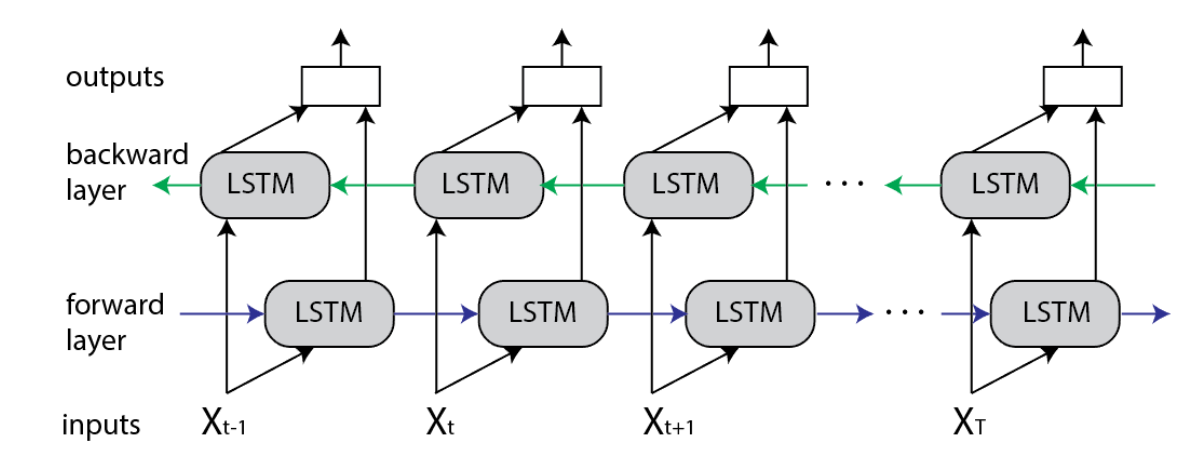 outputs
backward
layer
LSTM LSTM LSTM ... LSTM
forward
layer
LSTM LSTM LSTM ... LSTM
inputs Xt-1 Xt Xt+1 XT